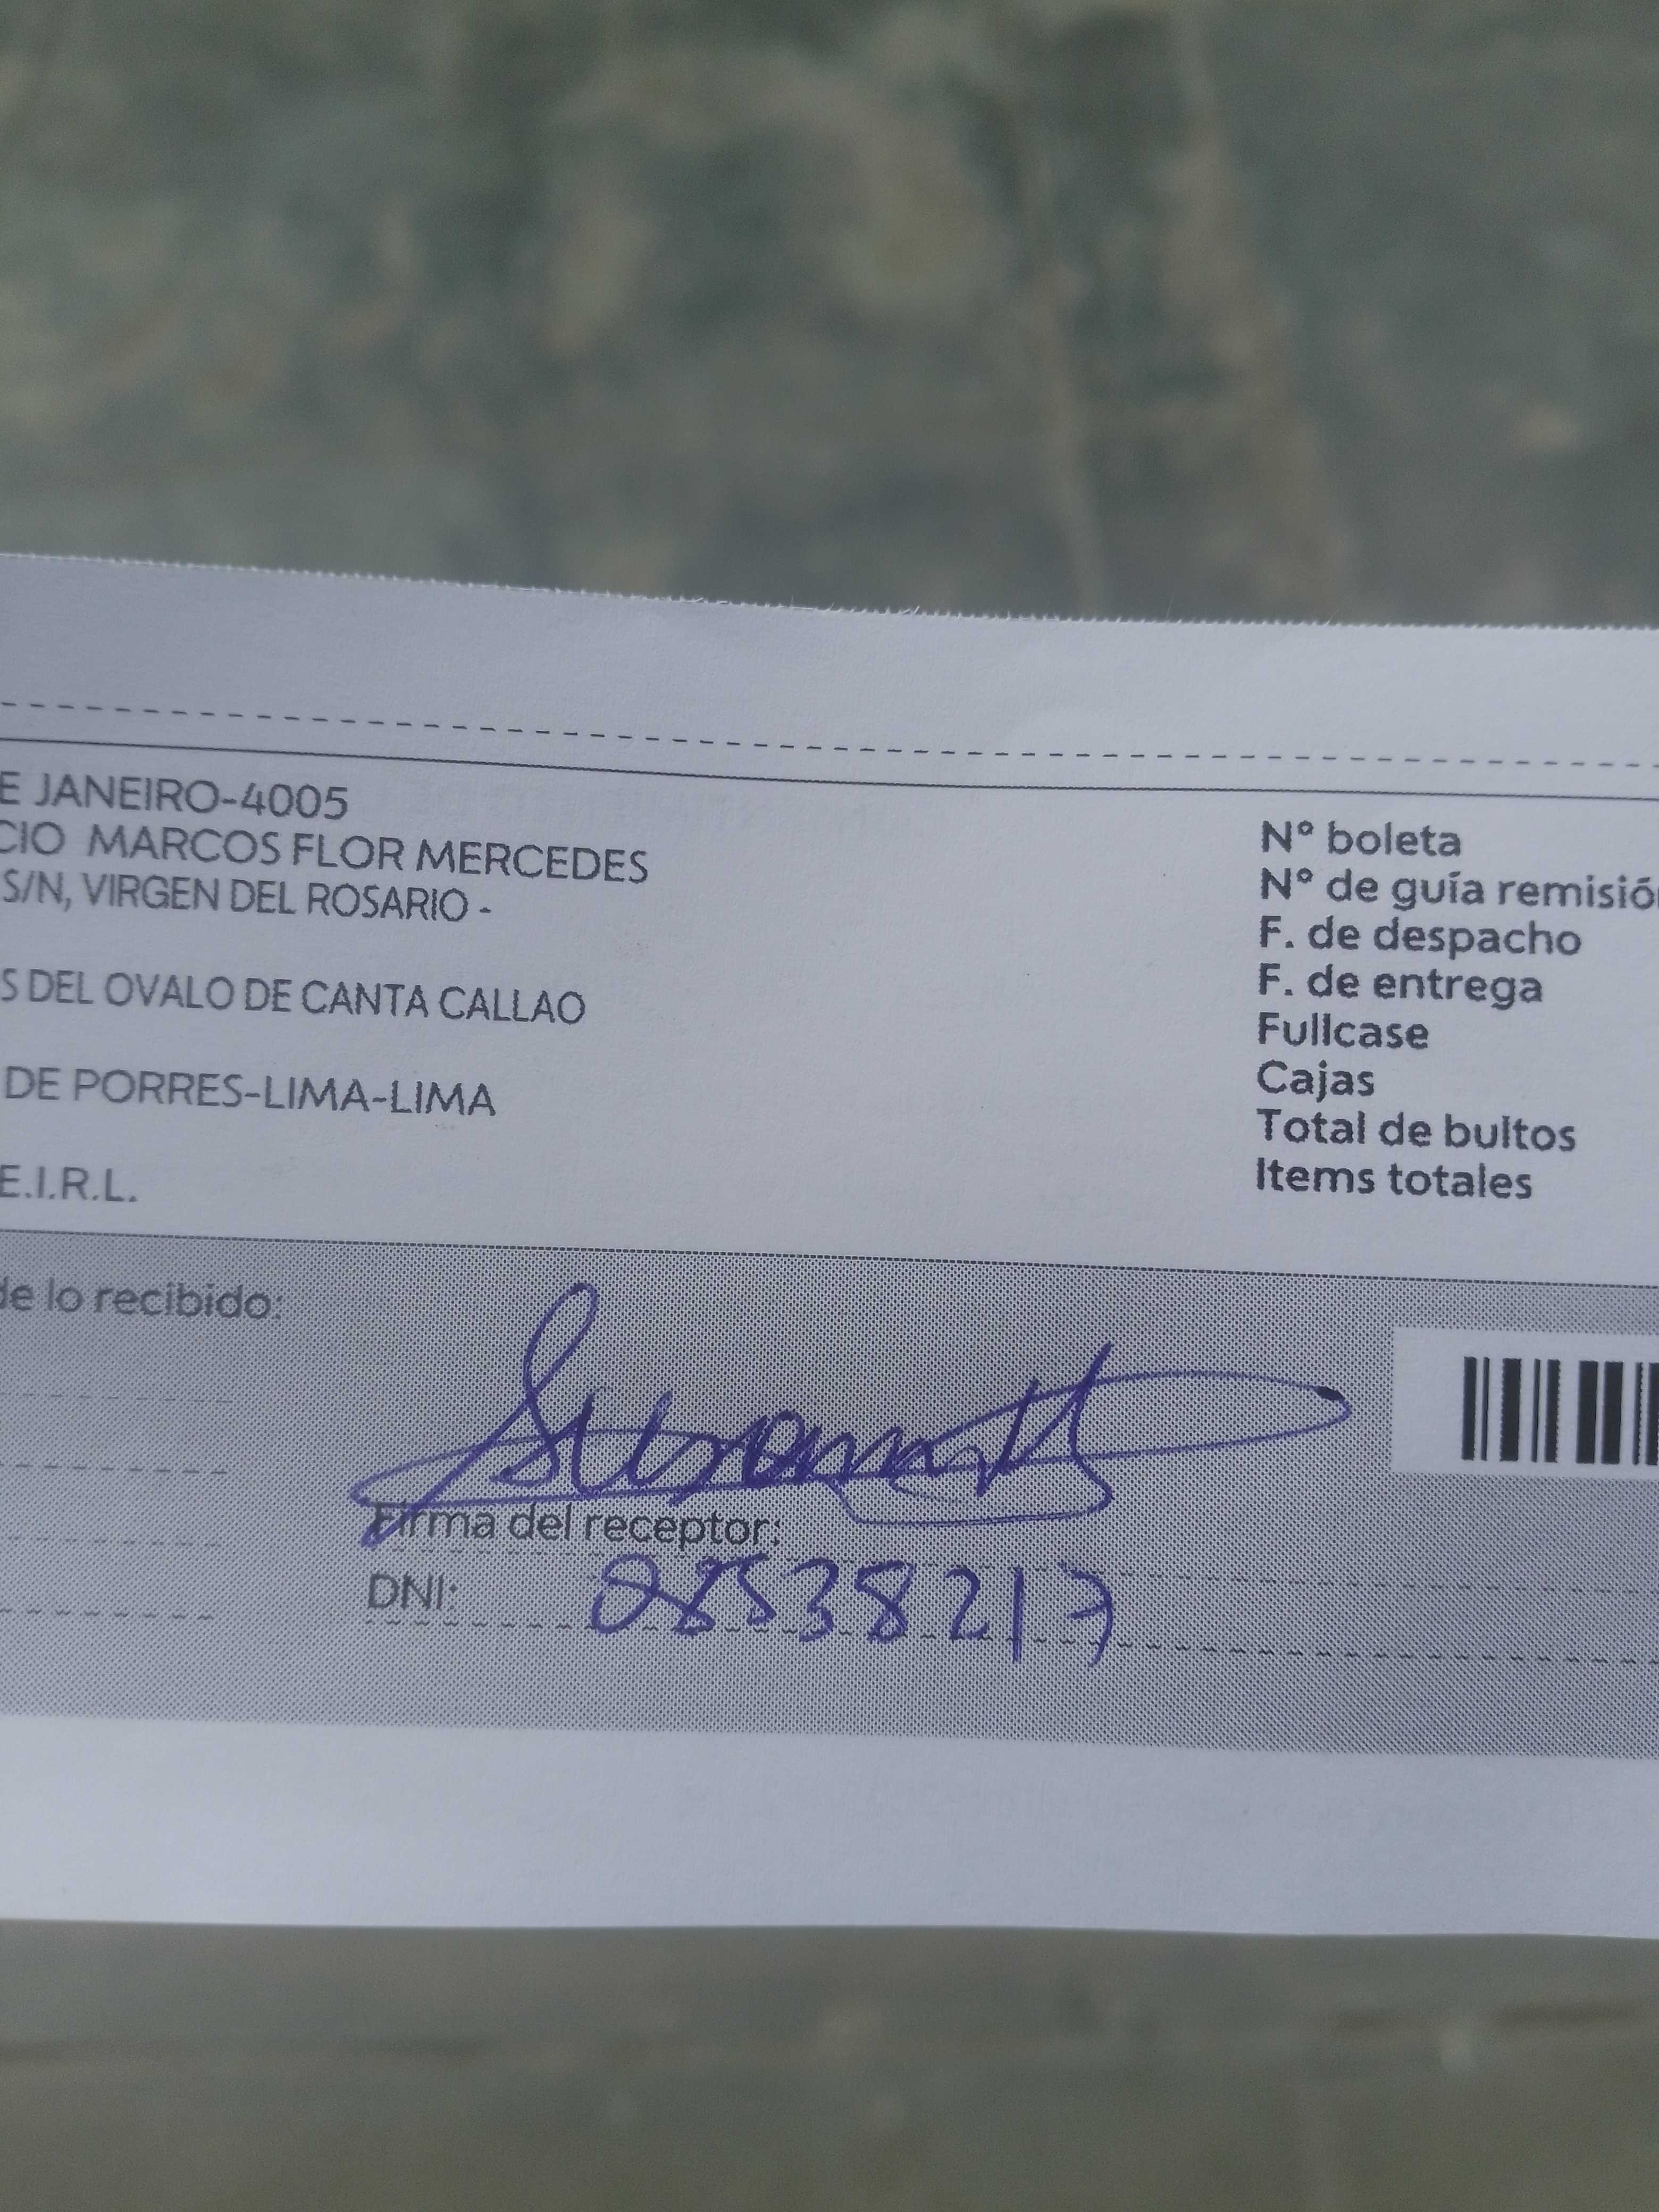 E JANEIRO-4005
CIO MARCOS FLOR MERCEDES
S/N, VIRGEN DEL ROSARIO -
S DEL OVALO DE CANTA CALLAO
DE PORRES-LIMA-LIMA
E.I.R.L.
Nº boleta
Nº de guía remisió
F. de despacho
F. de entrega
Fullcase
Cajas
Total de bultos
Items totales
de lo recibido:
Firma del receptor:
DNI: 08538217